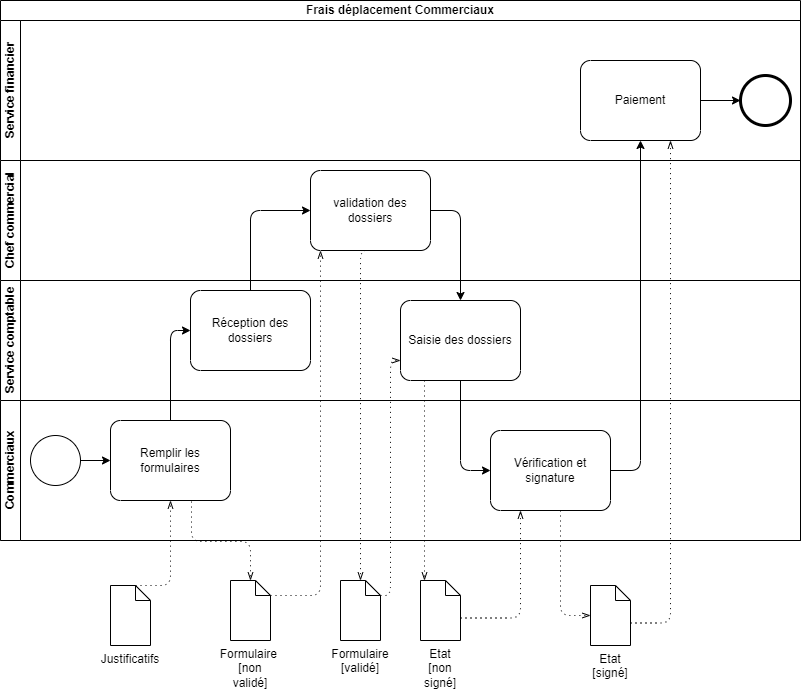 Frais déplacement Commerciaux
Service financier
Paiement
Chef commercial
validation des
dossiers
Service comptable
Réception des
dossiers
Saisie des dossiers
Commerciaux
Remplir les
formulaires
Vérification et
signature
Justificatifs
Formulaire
[non
validé]
Formulaire
[validé]
Etat
[non
signé]
Etat
[signé]